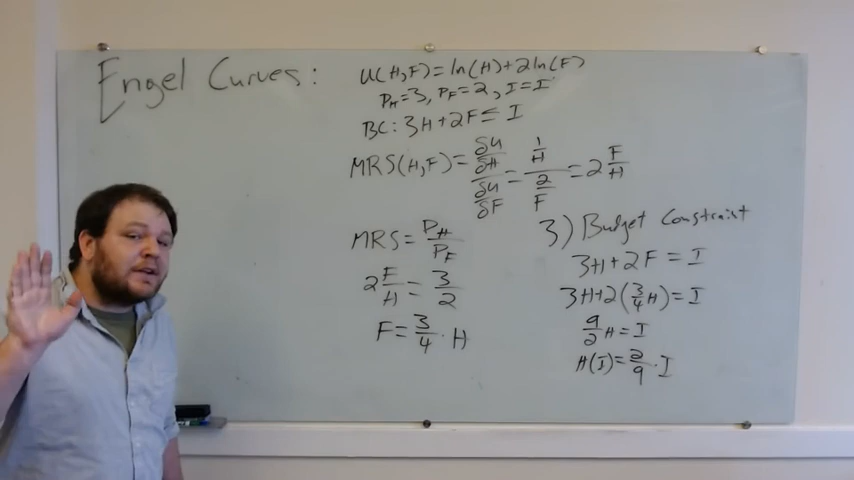 Engel Curves:
u(H,F)=ln(H)+2ln(F)
P_H=3, P_F=2, I=I
BC: 3H+2F≤I
MRS(H,F)=(δu/δH)/(δu/δF)=(1/H)/(2/F)=2 F/H
MRS=P_H/P_F
2 F/H=3/2
F=3/4·H
3) Budget Constraint
3H+2F=I
3H+2(3/4 H)=I
9/2 H=I
H(I)=2/9·I